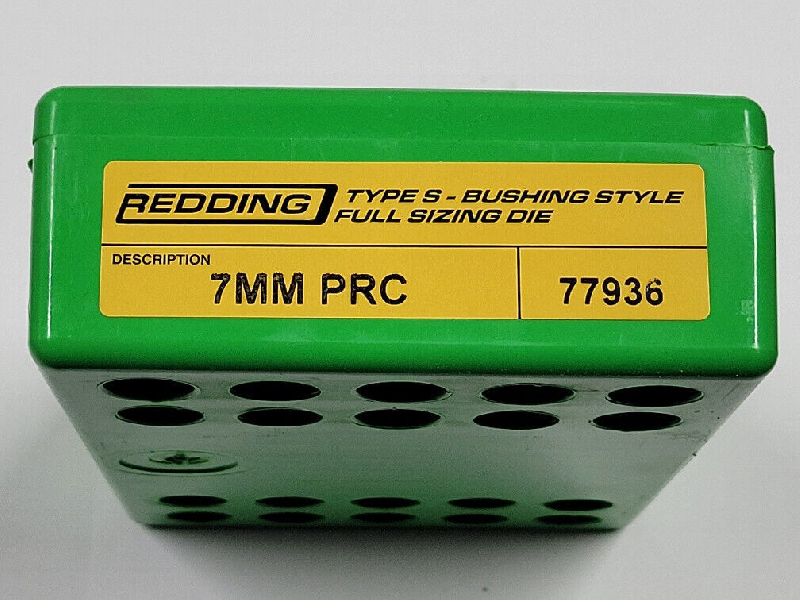 REDDING TYPE S - BUSHING STYLE
FULL SIZING DIE
DESCRIPTION
7MM PRC
77936